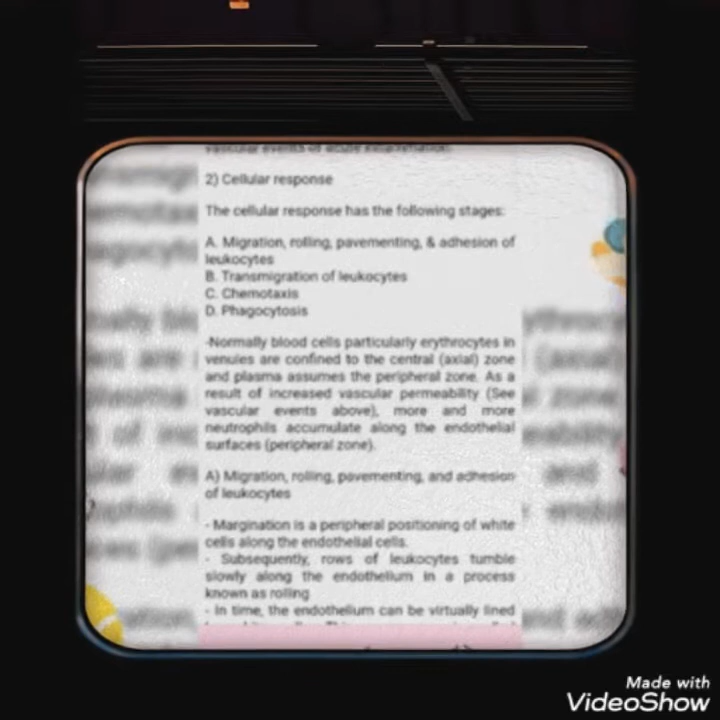 vascular events of acute inflammation.
2) Cellular response
The cellular response has the following stages:
A. Migration, rolling, pavementing, & adhesion of
leukocytes
B. Transmigration of leukocytes
C. Chemotaxis
D. Phagocytosis
-Normally blood cells particularly erythrocytes in
venules are confined to the central (axial) zone
and plasma assumes the peripheral zone. As a
result of increased vascular permeability (See
vascular events above), more and more
neutrophils accumulate along the endothelial
surfaces (peripheral zone).
A) Migration, rolling, pavementing, and adhesion
of leukocytes
- Margination is a peripheral positioning of white
cells along the endothelial cells.
- Subsequently, rows of leukocytes tumble
slowly along the endothelium in a process
known as rolling
- In time, the endothelium can be virtually lined
Made with
VideoShow